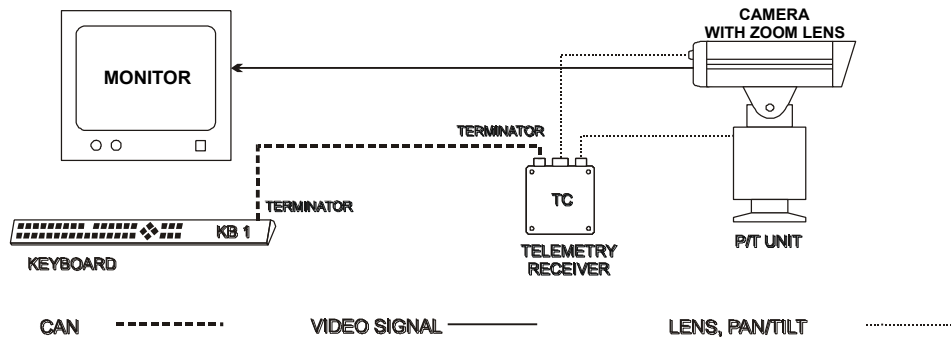 CAMERA
WITH ZOOM LENS
MONITOR
TERMINATOR
TC
TERMINATOR
KB 1
P/T UNIT
TELEMETRY
RECEIVER
KEYBOARD
CAN
VIDEO SIGNAL
LENS, PAN/TILT